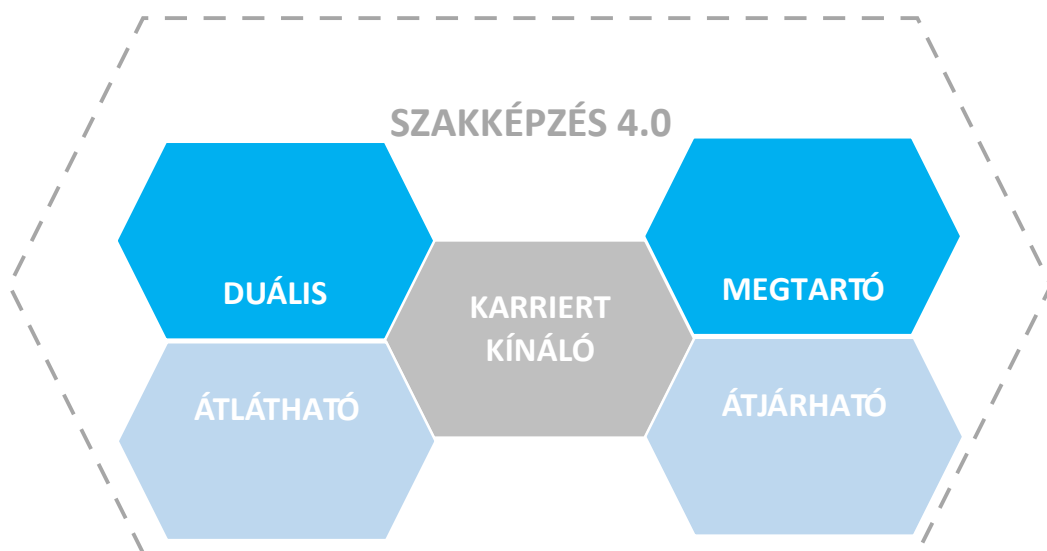 SZAKKÉPZÉS 4.0
DUÁLIS
MEGTARTÓ
KARRIERT
KÍNÁLÓ
ÁTLÁTHATÓ
ÁTJÁRHATÓ